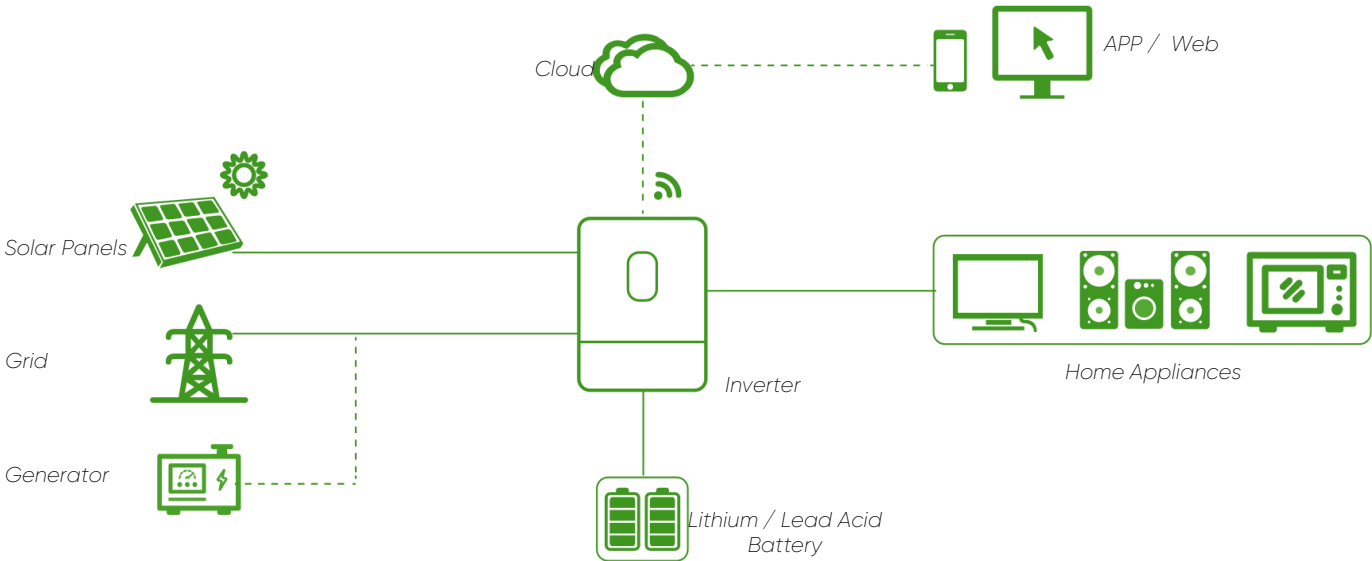 Cloud
APP / Web
Solar Panels
Grid
Generator
Inverter
Home Appliances
Lithium / Lead Acid
Battery